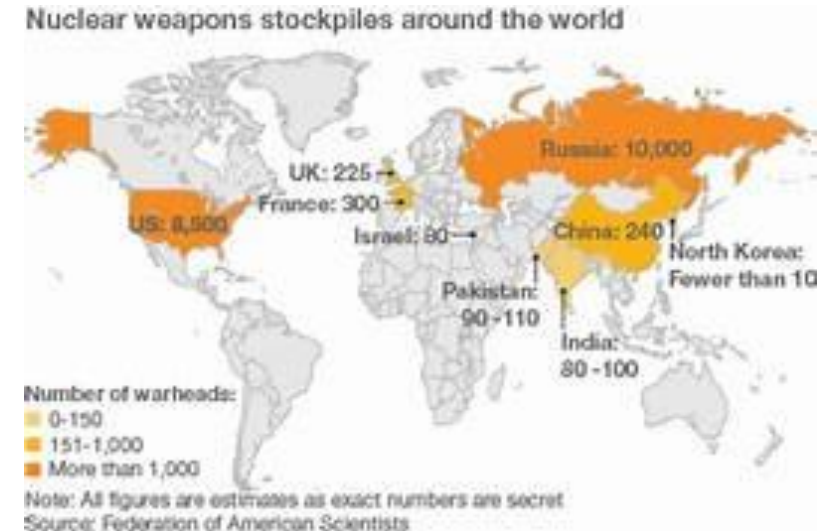 Nuclear weapons stockpiles around the world
Russia: 10,000
UK: 225
France: 300
US: 8,500
Israel: 80
China: 240
North Korea:
Fewer than 10
Pakistan:
90 -110
India:
80 -100
Number of warheads:
0-150
151-1,000
More than 1,000
Note: All figures are estimates as exact numbers are secret
Source: Federation of American Scientists